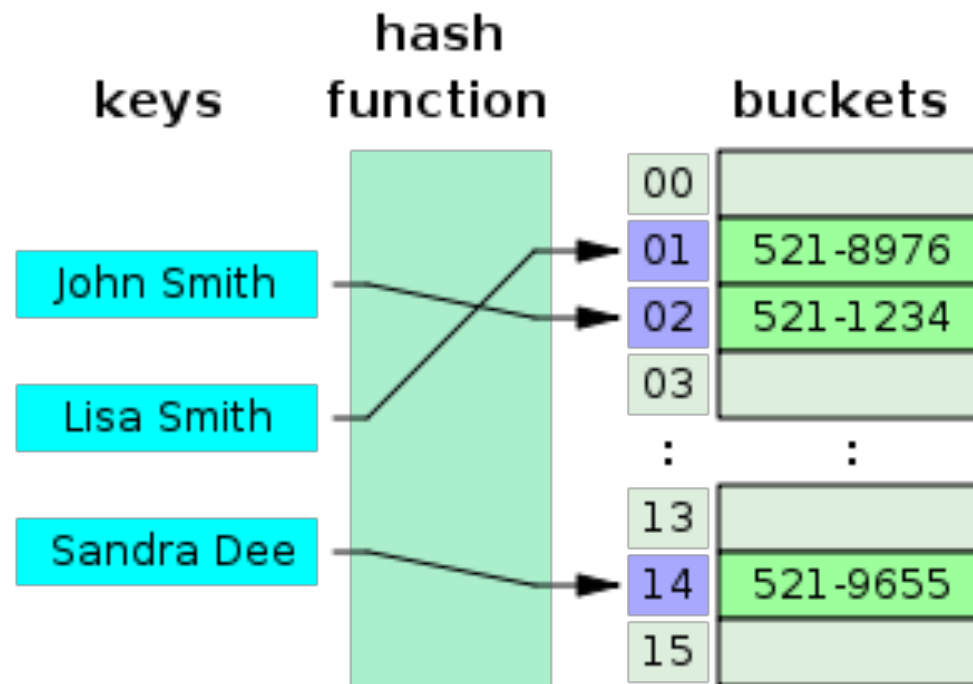 keys
hash
function
buckets
John Smith
Lisa Smith
Sandra Dee
00
01 521-8976
02 521-1234
03
: :
13
14 521-9655
15